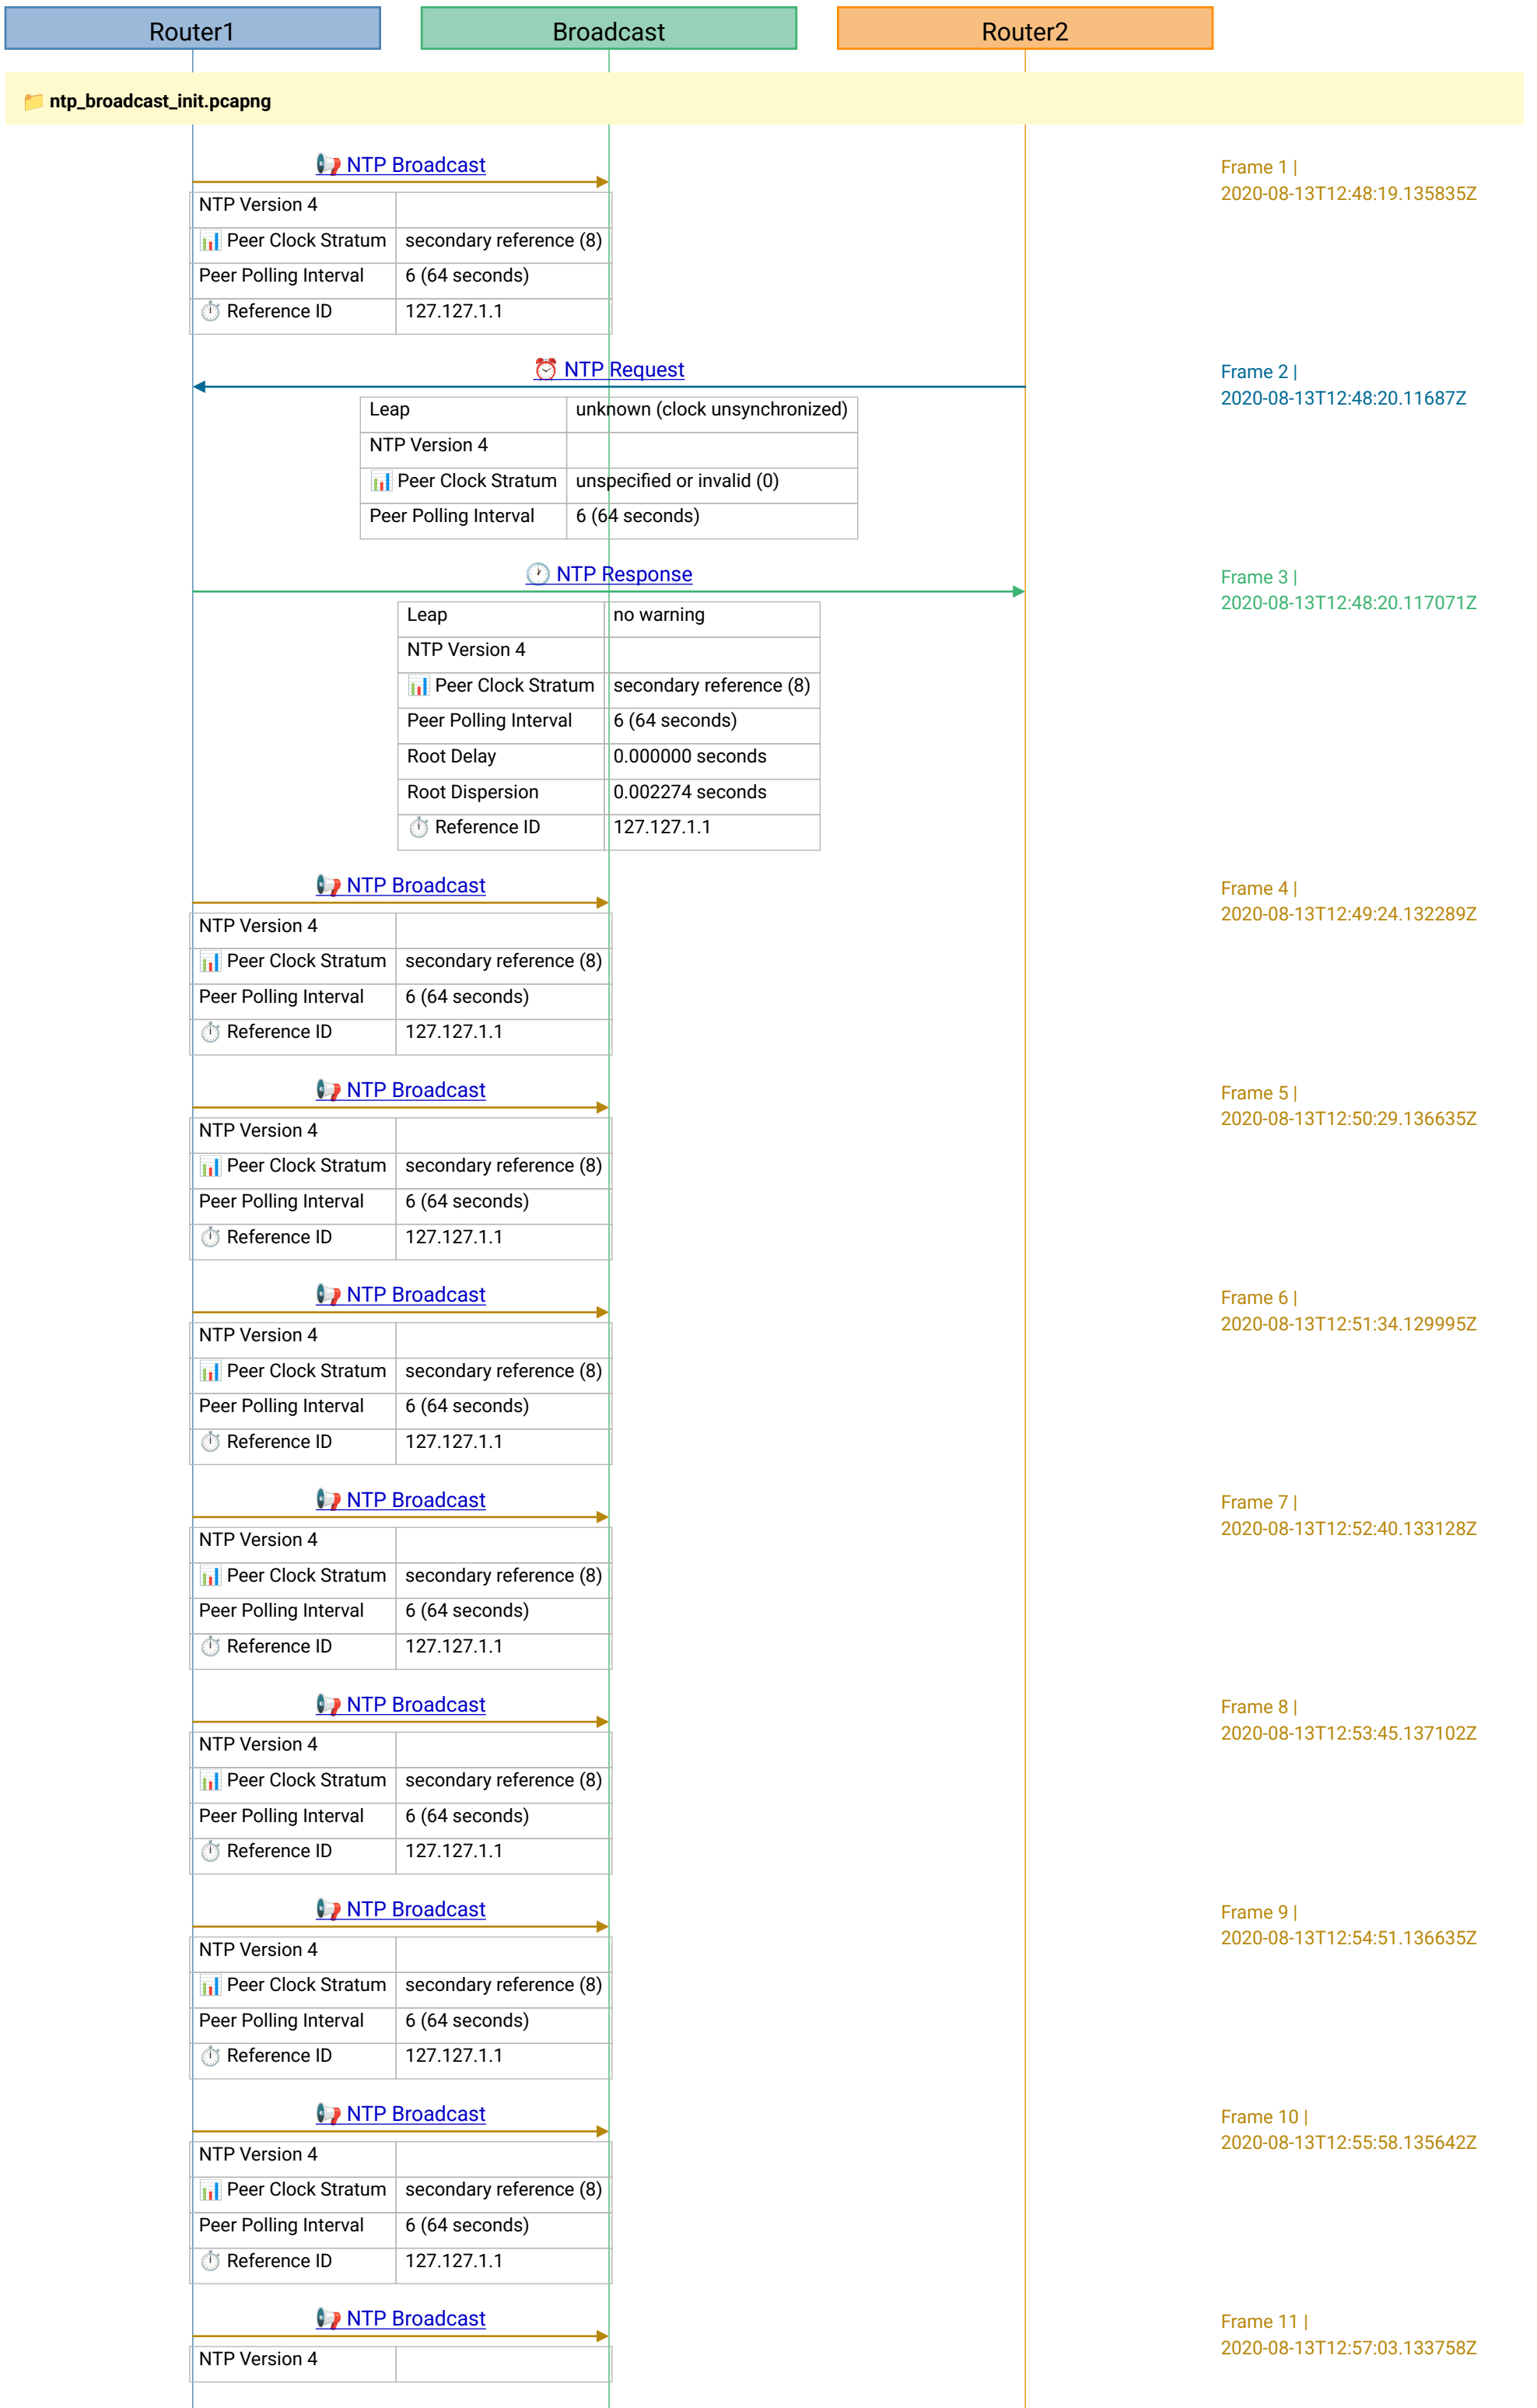 Router1
Broadcast
Router2
📁 ntp_broadcast_init.pcapng
NTP Broadcast
Frame 1 |
2020-08-13T12:48:19.135835Z
NTP Version 4
Peer Clock Stratum secondary reference (8)
Peer Polling Interval 6 (64 seconds)
Reference ID 127.127.1.1
NTP Request
Frame 2 |
2020-08-13T12:48:20.11687Z
Leap unknown (clock unsynchronized)
NTP Version 4
Peer Clock Stratum unspecified or invalid (0)
Peer Polling Interval 6 (64 seconds)
NTP Response
Frame 3 |
2020-08-13T12:48:20.117071Z
Leap no warning
NTP Version 4
Peer Clock Stratum secondary reference (8)
Peer Polling Interval 6 (64 seconds)
Root Delay 0.000000 seconds
Root Dispersion 0.002274 seconds
Reference ID 127.127.1.1
NTP Broadcast
Frame 4 |
2020-08-13T12:49:24.132289Z
NTP Version 4
Peer Clock Stratum secondary reference (8)
Peer Polling Interval 6 (64 seconds)
Reference ID 127.127.1.1
NTP Broadcast
Frame 5 |
2020-08-13T12:50:29.136635Z
NTP Version 4
Peer Clock Stratum secondary reference (8)
Peer Polling Interval 6 (64 seconds)
Reference ID 127.127.1.1
NTP Broadcast
Frame 6 |
2020-08-13T12:51:34.129995Z
NTP Version 4
Peer Clock Stratum secondary reference (8)
Peer Polling Interval 6 (64 seconds)
Reference ID 127.127.1.1
NTP Broadcast
Frame 7 |
2020-08-13T12:52:40.133128Z
NTP Version 4
Peer Clock Stratum secondary reference (8)
Peer Polling Interval 6 (64 seconds)
Reference ID 127.127.1.1
NTP Broadcast
Frame 8 |
2020-08-13T12:53:45.137102Z
NTP Version 4
Peer Clock Stratum secondary reference (8)
Peer Polling Interval 6 (64 seconds)
Reference ID 127.127.1.1
NTP Broadcast
Frame 9 |
2020-08-13T12:54:51.136635Z
NTP Version 4
Peer Clock Stratum secondary reference (8)
Peer Polling Interval 6 (64 seconds)
Reference ID 127.127.1.1
NTP Broadcast
Frame 10 |
2020-08-13T12:55:58.135642Z
NTP Version 4
Peer Clock Stratum secondary reference (8)
Peer Polling Interval 6 (64 seconds)
Reference ID 127.127.1.1
NTP Broadcast
Frame 11 |
2020-08-13T12:57:03.133758Z
NTP Version 4